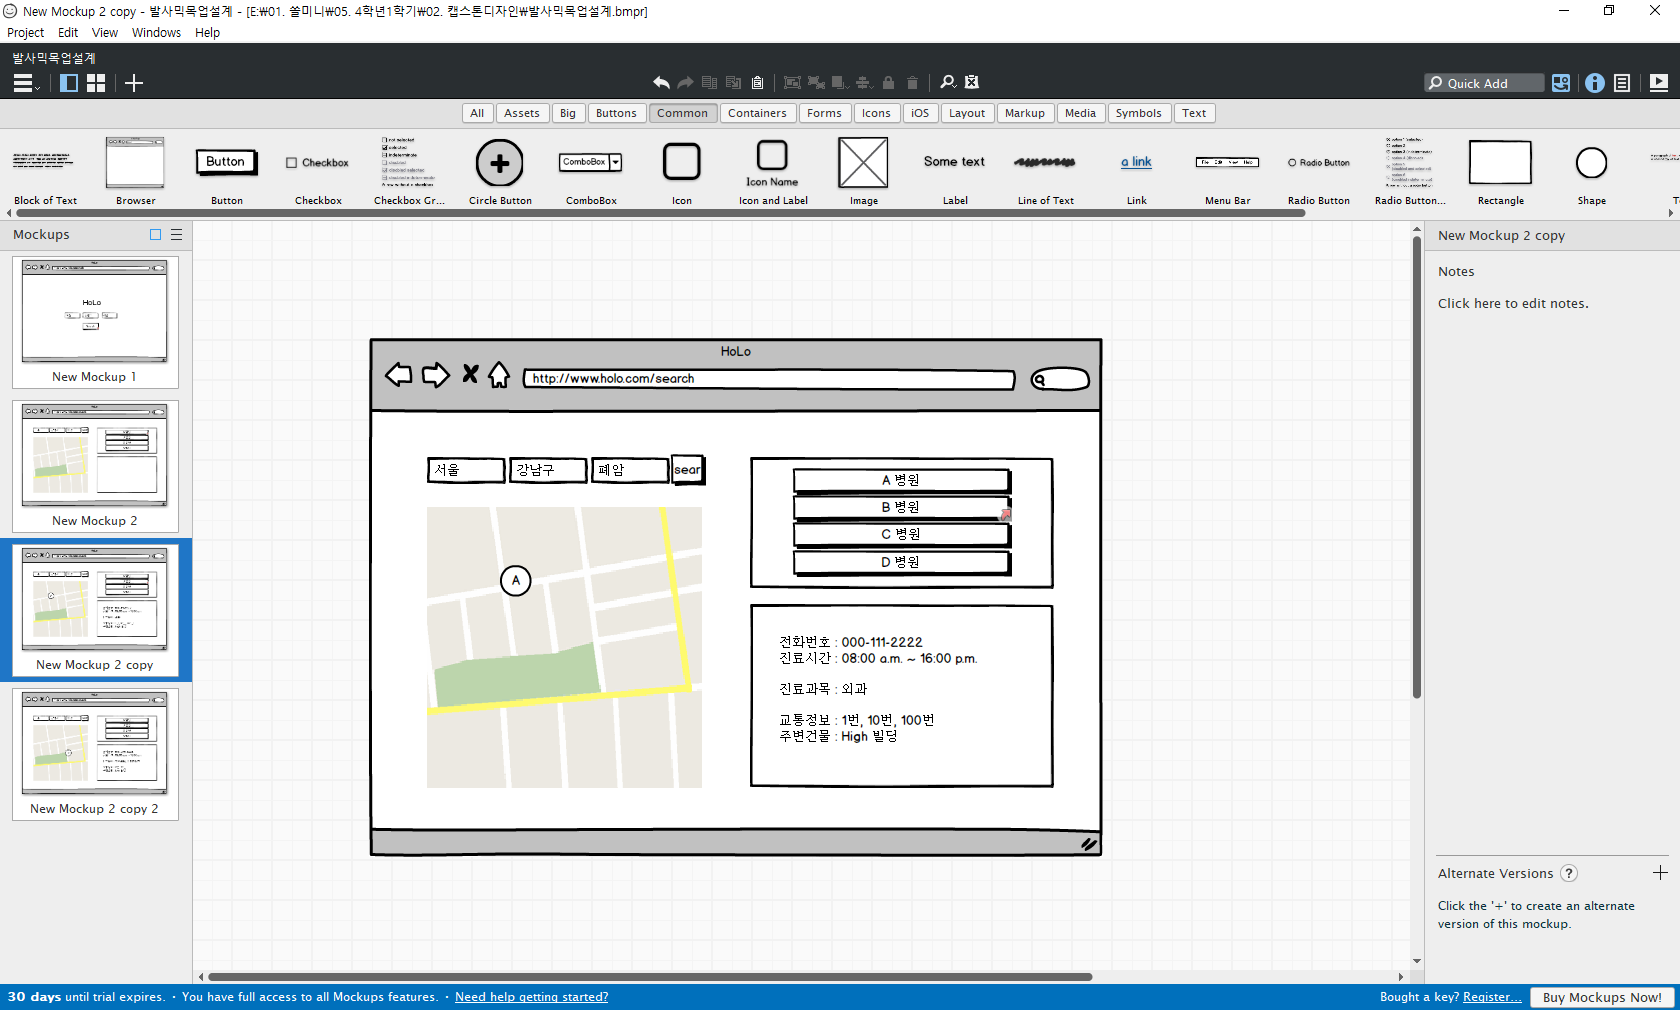 New Mockup 2 copy - 발사믹목업설계 - [E:₩01. 쏠미니₩05. 4학년1학기₩02. 캡스톤디자인₩발사믹목업설계.bmpr]
Project Edit View Windows Help
발사믹목업설계
Quick Add
All Assets Big Buttons Common Containers Forms Icons iOS Layout Markup Media Symbols Text
Button
Checkbox
ComboBox
Icon Name
Some text
a link
File Edit View Help
Radio Button
Block of Text Browser Button Checkbox Checkbox Gr... Circle Button ComboBox Icon Icon and Label Image Label Line of Text Link Menu Bar Radio Button Radio Button... Rectangle Shape
Mockups
HoLo
New Mockup 1
New Mockup 2
New Mockup 2 copy
New Mockup 2 copy 2
HoLo
http://www.holo.com/search
서울 강남구 폐암 sear
A
A 병원
B 병원
C 병원
D 병원
전화번호 : 000-111-2222
진료시간 : 08:00 a.m. ~ 16:00 p.m.
진료과목 : 외과
교통정보 : 1번, 10번, 100번
주변건물 : High 빌딩
New Mockup 2 copy
Notes
Click here to edit notes.
Alternate Versions ?
Click the '+' to create an alternate
version of this mockup.
30 days until trial expires. · You have full access to all Mockups features. · Need help getting started?
Bought a key? Register... Buy Mockups Now!